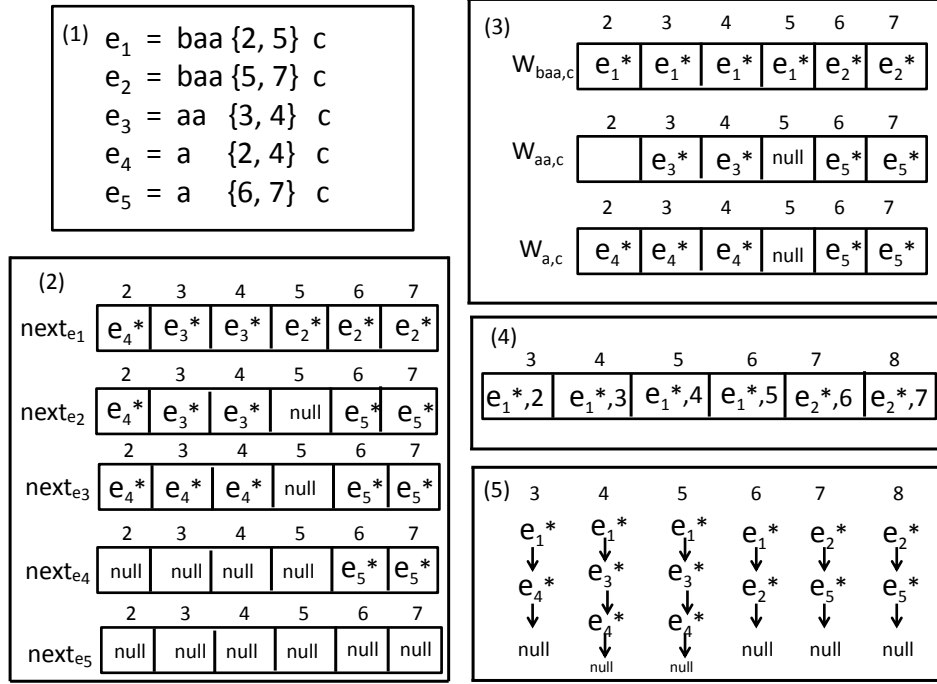 (1)
e₁ = baa {2, 5} c
e₂ = baa {5, 7} c
e₃ = aa {3, 4} c
e₄ = a {2, 4} c
e₅ = a {6, 7} c
(2)
2 3 4 5 6 7
next_e₁ e₄* e₃* e₃* e₂* e₂* e₂*
2 3 4 5 6 7
next_e₂ e₄* e₃* e₃* null e₅* e₅*
2 3 4 5 6 7
next_e₃ e₄* e₄* e₄* null e₅* e₅*
2 3 4 5 6 7
next_e₄ null null null null e₅* e₅*
2 3 4 5 6 7
next_e₅ null null null null null null
(3)
2 3 4 5 6 7
W_baa,c e₁* e₁* e₁* e₁* e₂* e₂*
2 3 4 5 6 7
W_aa,c e₃* e₃* null e₅* e₅*
2 3 4 5 6 7
W_a,c e₄* e₄* e₄* null e₅* e₅*
(4)
3 4 5 6 7 8
e₁*,2 e₁*,3 e₁*,4 e₁*,5 e₂*,6 e₂*,7
(5)
3 4 5 6 7 8
e₁* e₁* e₁* e₁* e₂* e₂*
e₄* e₃* e₃* e₂* e₅* e₅*
e₄* e₄*
null null null null null null